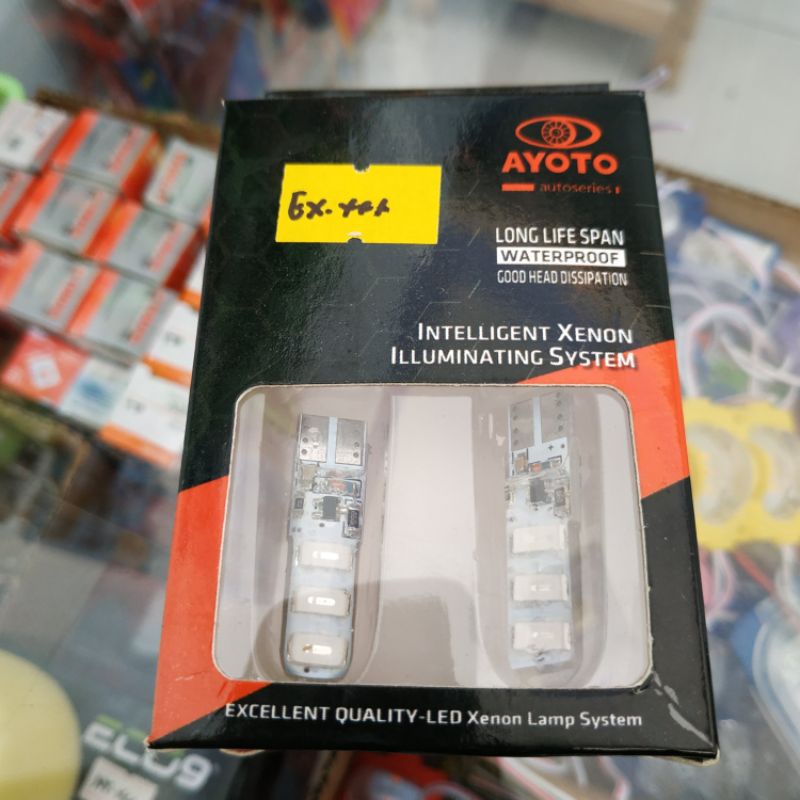 AYOTO
autoseries
LONG LIFE SPAN
WATERPROOF
GOOD HEAD DISSIPATION
INTELLIGENT XENON
ILLUMINATING SYSTEM
EXCELLENT QUALITY-LED Xenon Lamp System